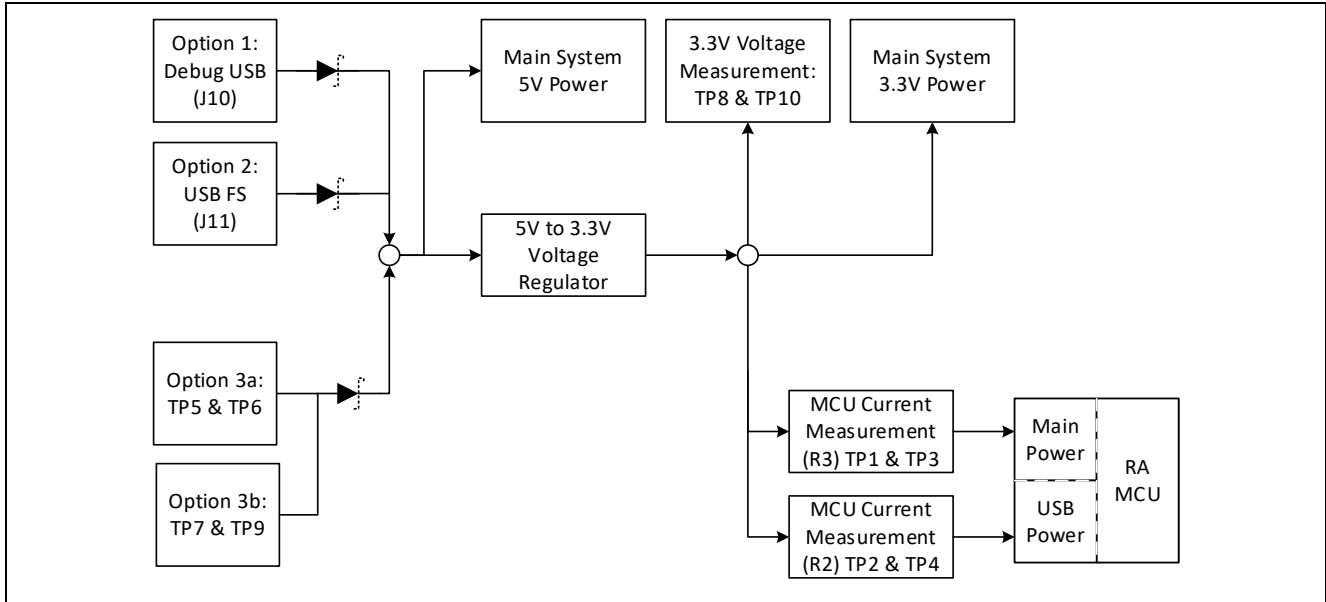 Option 1:
Debug USB
(J10)
Main System
5V Power
3.3V Voltage
Measurement:
TP8 & TP10
Main System
3.3V Power
Option 2:
USB FS
(J11)
5V to 3.3V
Voltage
Regulator
Option 3a:
TP5 & TP6
Option 3b:
TP7 & TP9
MCU Current
Measurement
(R3) TP1 & TP3
Main
Power
RA
MCU
MCU Current
Measurement
(R2) TP2 & TP4
USB
Power